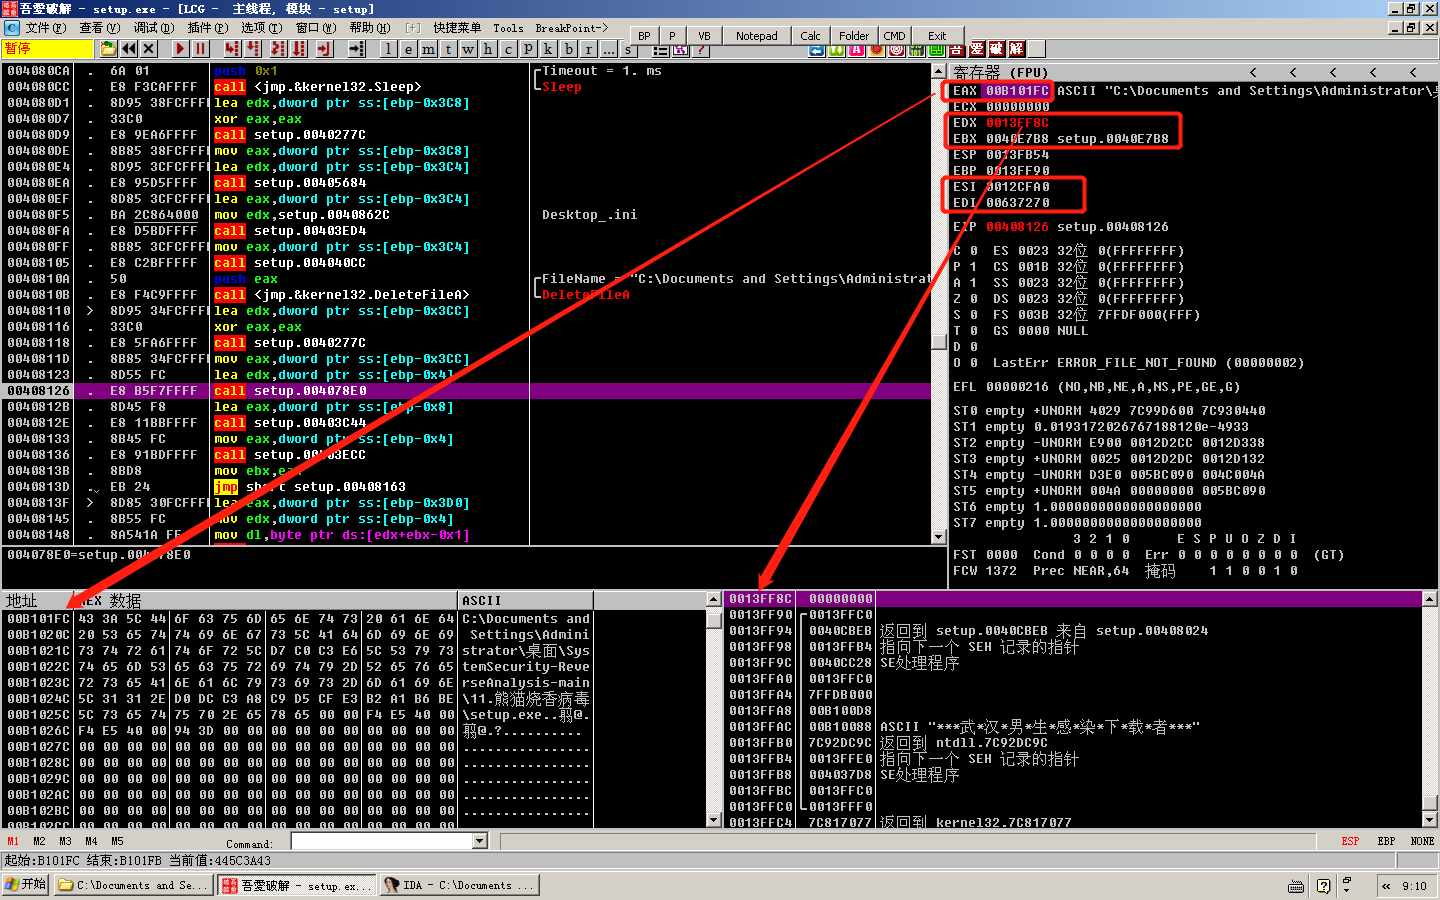 吾爱破解 - setup.exe - [LCG - 主线程, 模块 - setup]
文件(F) 查看(V) 调试(D) 插件(P) 选项(T) 窗口(W) 帮助(H) [+] 快捷菜单 Tools BreakPoint->
BP P VB Notepad Calc Folder CMD Exit
暂停
l e m t w h c p k b r ... s
004080CA . 6A 01 push 0x1 Timeout = 1. ms
004080CC . E8 F3CAFFFF call <jmp.&kernel32.Sleep> Sleep
004080D1 . 8D95 38FCFFFF lea edx,dword ptr ss:[ebp-0x3C8]
004080D7 . 33C0 xor eax,eax
004080D9 . E8 9EA6FFFF call setup.0040277C
004080DE . 8B85 38FCFFFF mov eax,dword ptr ss:[ebp-0x3C8]
004080E4 . 8D95 3CFCFFFF lea edx,dword ptr ss:[ebp-0x3C4]
004080EA . E8 95D5FFFF call setup.00405684
004080EF . 8D85 3CFCFFFF lea eax,dword ptr ss:[ebp-0x3C4]
004080F5 . BA 2C864000 mov edx,setup.0040862C Desktop_.ini
004080FA . E8 D5BDFFFF call setup.00403ED4
004080FF . 8B85 3CFCFFFF mov eax,dword ptr ss:[ebp-0x3C4]
00408105 . E8 C2BFFFFF call setup.004040CC
0040810A . 50 push eax FileName = "C:\Documents and Settings\Administrat
0040810B . E8 F4C9FFFF call <jmp.&kernel32.DeleteFileA> DeleteFileA
00408110 > 8D95 34FCFFFF lea edx,dword ptr ss:[ebp-0x3CC]
00408116 . 33C0 xor eax,eax
00408118 . E8 5FA6FFFF call setup.0040277C
0040811D . 8B85 34FCFFFF mov eax,dword ptr ss:[ebp-0x3CC]
00408123 . 8D55 FC lea edx,dword ptr ss:[ebp-0x4]
00408126 . E8 B5F7FFFF call setup.004078E0
0040812B . 8D45 F8 lea eax,dword ptr ss:[ebp-0x8]
0040812E . E8 11BBFFFF call setup.00403C44
00408133 . 8B45 FC mov eax,dword ptr ss:[ebp-0x4]
00408136 . E8 91BDFFFF call setup.00403ECC
0040813B . 8BD8 mov ebx,eax
0040813D . EB 24 jmp short setup.00408163
0040813F > 8D85 30FCFFFF lea eax,dword ptr ss:[ebp-0x3D0]
00408145 . 8B55 FC mov edx,dword ptr ss:[ebp-0x4]
00408148 . 8A541A FF mov dl,byte ptr ds:[edx+ebx-0x1]
004078E0=setup.004078E0
寄存器 (FPU) < < < < <
EAX 00B101FC ASCII "C:\Documents and Settings\Administrator\
ECX 00000000
EDX 0013FF8C
EBX 0040E7B8 setup.0040E7B8
ESP 0013FB54
EBP 0013FF90
ESI 0012CFA0
EDI 00637270
EIP 00408126 setup.00408126
C 0 ES 0023 32位 0(FFFFFFFF)
P 1 CS 001B 32位 0(FFFFFFFF)
A 1 SS 0023 32位 0(FFFFFFFF)
Z 0 DS 0023 32位 0(FFFFFFFF)
S 0 FS 003B 32位 7FFDF000(FFF)
T 0 GS 0000 NULL
D 0
O 0 LastErr ERROR_FILE_NOT_FOUND (00000002)
EFL 00000216 (NO,NB,NE,A,NS,PE,GE,G)
ST0 empty +UNORM 4029 7C99D600 7C930440
ST1 empty 0.0193172026767188120e-4933
ST2 empty -UNORM E900 0012D2CC 0012D338
ST3 empty +UNORM 0025 0012D2DC 0012D132
ST4 empty -UNORM D3E0 005BC090 004C004A
ST5 empty +UNORM 004A 00000000 005BC090
ST6 empty 1.0000000000000000000
ST7 empty 1.0000000000000000000
3 2 1 0 E S P U O Z D I
FST 0000 Cond 0 0 0 0 Err 0 0 0 0 0 0 0 0 (GT)
FCW 1372 Prec NEAR,64 掩码 1 1 0 0 1 0
地址 HEX 数据 ASCII
00B101FC 43 3A 5C 44 6F 63 75 6D 65 6E 74 73 20 61 6E 64 C:\Documents and
00B1020C 20 53 65 74 74 69 6E 67 73 5C 41 64 6D 69 6E 69 Settings\Admini
00B1021C 73 74 72 61 74 6F 72 5C D7 C0 C3 E6 5C 53 79 73 strator\桌面\Sys
00B1022C 74 65 6D 53 65 63 75 72 69 74 79 2D 52 65 76 65 temSecurity-Reve
00B1023C 72 73 65 41 6E 61 6C 79 73 69 73 2D 6D 61 69 6E rseAnalysis-main
00B1024C 5C 31 31 2E D0 DC C3 A8 C9 D5 CF E3 B2 A1 B6 BE \11.熊猫烧香病毒
00B1025C 5C 73 65 74 75 70 2E 65 78 65 00 00 F4 E5 40 00 \setup.exe..翦@.
00B1026C F4 E5 40 00 94 3D 00 00 00 00 00 00 00 00 00 00 翦@.?..........
00B1027C 00 00 00 00 00 00 00 00 00 00 00 00 00 00 00 00 ................
00B1028C 00 00 00 00 00 00 00 00 00 00 00 00 00 00 00 00 ................
00B1029C 00 00 00 00 00 00 00 00 00 00 00 00 00 00 00 00 ................
00B102AC 00 00 00 00 00 00 00 00 00 00 00 00 00 00 00 00 ................
00B102BC 00 00 00 00 00 00 00 00 00 00 00 00 00 00 00 00 ................
00B102CC 00 00 00 00 00 00 00 00 00 00 00 00 00 00 00 00
0013FF8C 00000000
0013FF90 0013FFC0
0013FF94 0040CBEB 返回到 setup.0040CBEB 来自 setup.00408024
0013FF98 0013FFB4 指向下一个 SEH 记录的指针
0013FF9C 0040CC28 SE处理程序
0013FFA0 0013FFC0
0013FFA4 7FFDB000
0013FFA8 00B100D8
0013FFAC 00B10088 ASCII "***武*汉*男*生*感*染*下*载*者***"
0013FFB0 7C92DC9C 返回到 ntdll.7C92DC9C
0013FFB4 0013FFE0 指向下一个 SEH 记录的指针
0013FFB8 004037D8 SE处理程序
0013FFBC 0013FFC0
0013FFC0 0013FFF0
0013FFC4 7C817077 返回到 kernel32.7C817077
M1 M2 M3 M4 M5 Command: ESP EBP NONE
起始:B101FC 结束:B101FB 当前值:445C3A43
开始 C:\Documents and Se... 吾爱破解 - setup.ex... IDA - C:\Documents ... « 9:10